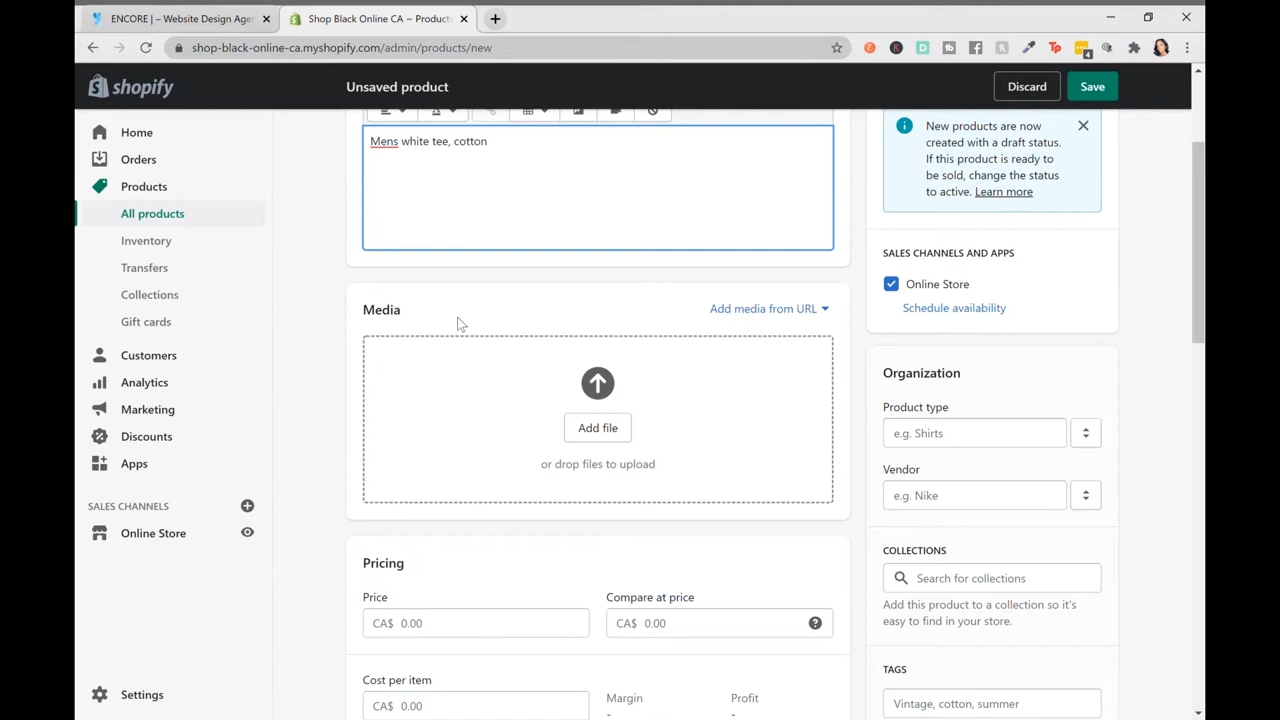 ENCORE | – Website Design Age
Shop Black Online CA ~ Products
shop-black-online-ca.myshopify.com/admin/products/new
shopify
Unsaved product
Discard
Save
Home
Orders
Products
All products
Inventory
Transfers
Collections
Gift cards
Customers
Analytics
Marketing
Discounts
Apps
SALES CHANNELS
Online Store
Settings
Mens white tee, cotton
Media
Add media from URL
Add file
or drop files to upload
Pricing
Price
Compare at price
CA$ 0.00
CA$ 0.00
Cost per item
CA$ 0.00
Margin
-
Profit
-
New products are now
created with a draft status.
If this product is ready to
be sold, change the status
to active. Learn more
SALES CHANNELS AND APPS
Online Store
Schedule availability
Organization
Product type
e.g. Shirts
Vendor
e.g. Nike
COLLECTIONS
Search for collections
Add this product to a collection so it's
easy to find in your store.
TAGS
Vintage, cotton, summer